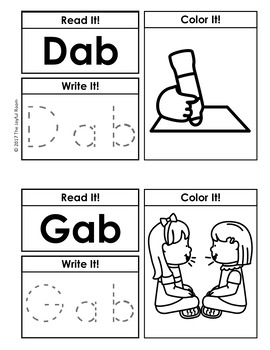 Read It!
Color It!
Dab
Write It!
Dab
© 2017 The Joyful Room
Read It!
Color It!
Gab
Write It!
Gab